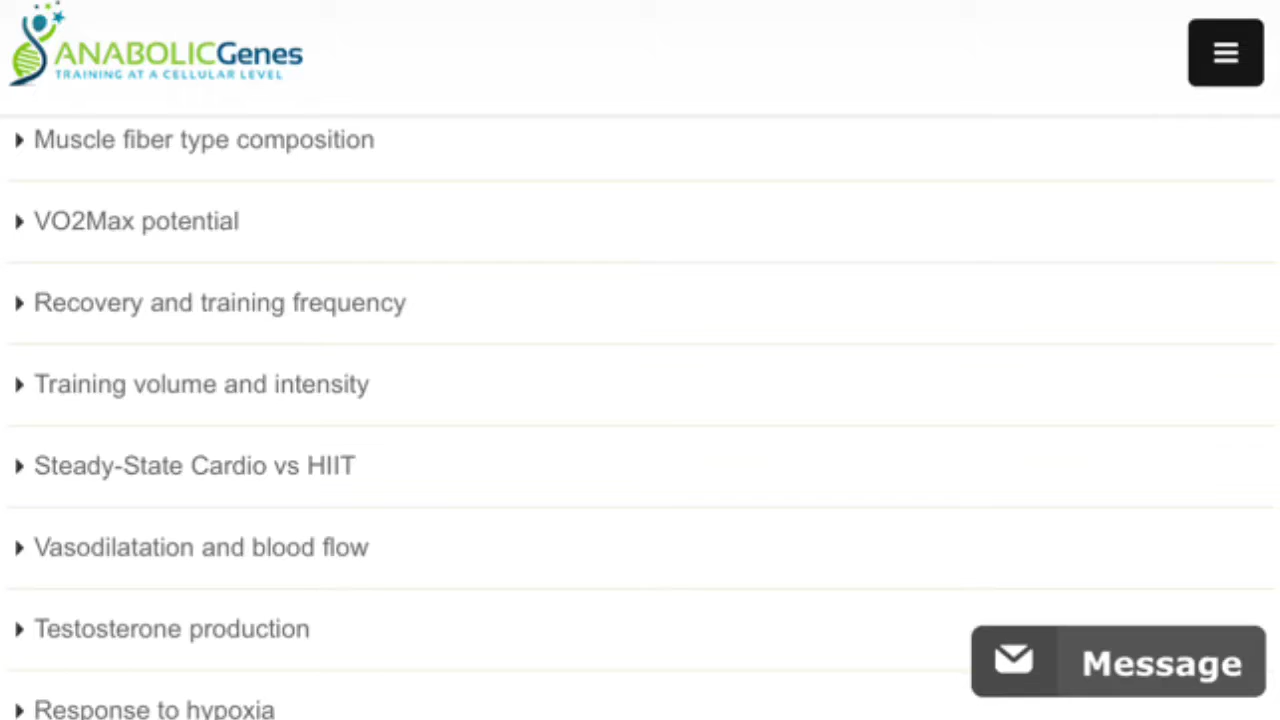 ANABOLICGenes
TRAINING AT A CELLULAR LEVEL
Muscle fiber type composition
VO2Max potential
Recovery and training frequency
Training volume and intensity
Steady-State Cardio vs HIIT
Vasodilatation and blood flow
Testosterone production
Message
Response to hypoxia